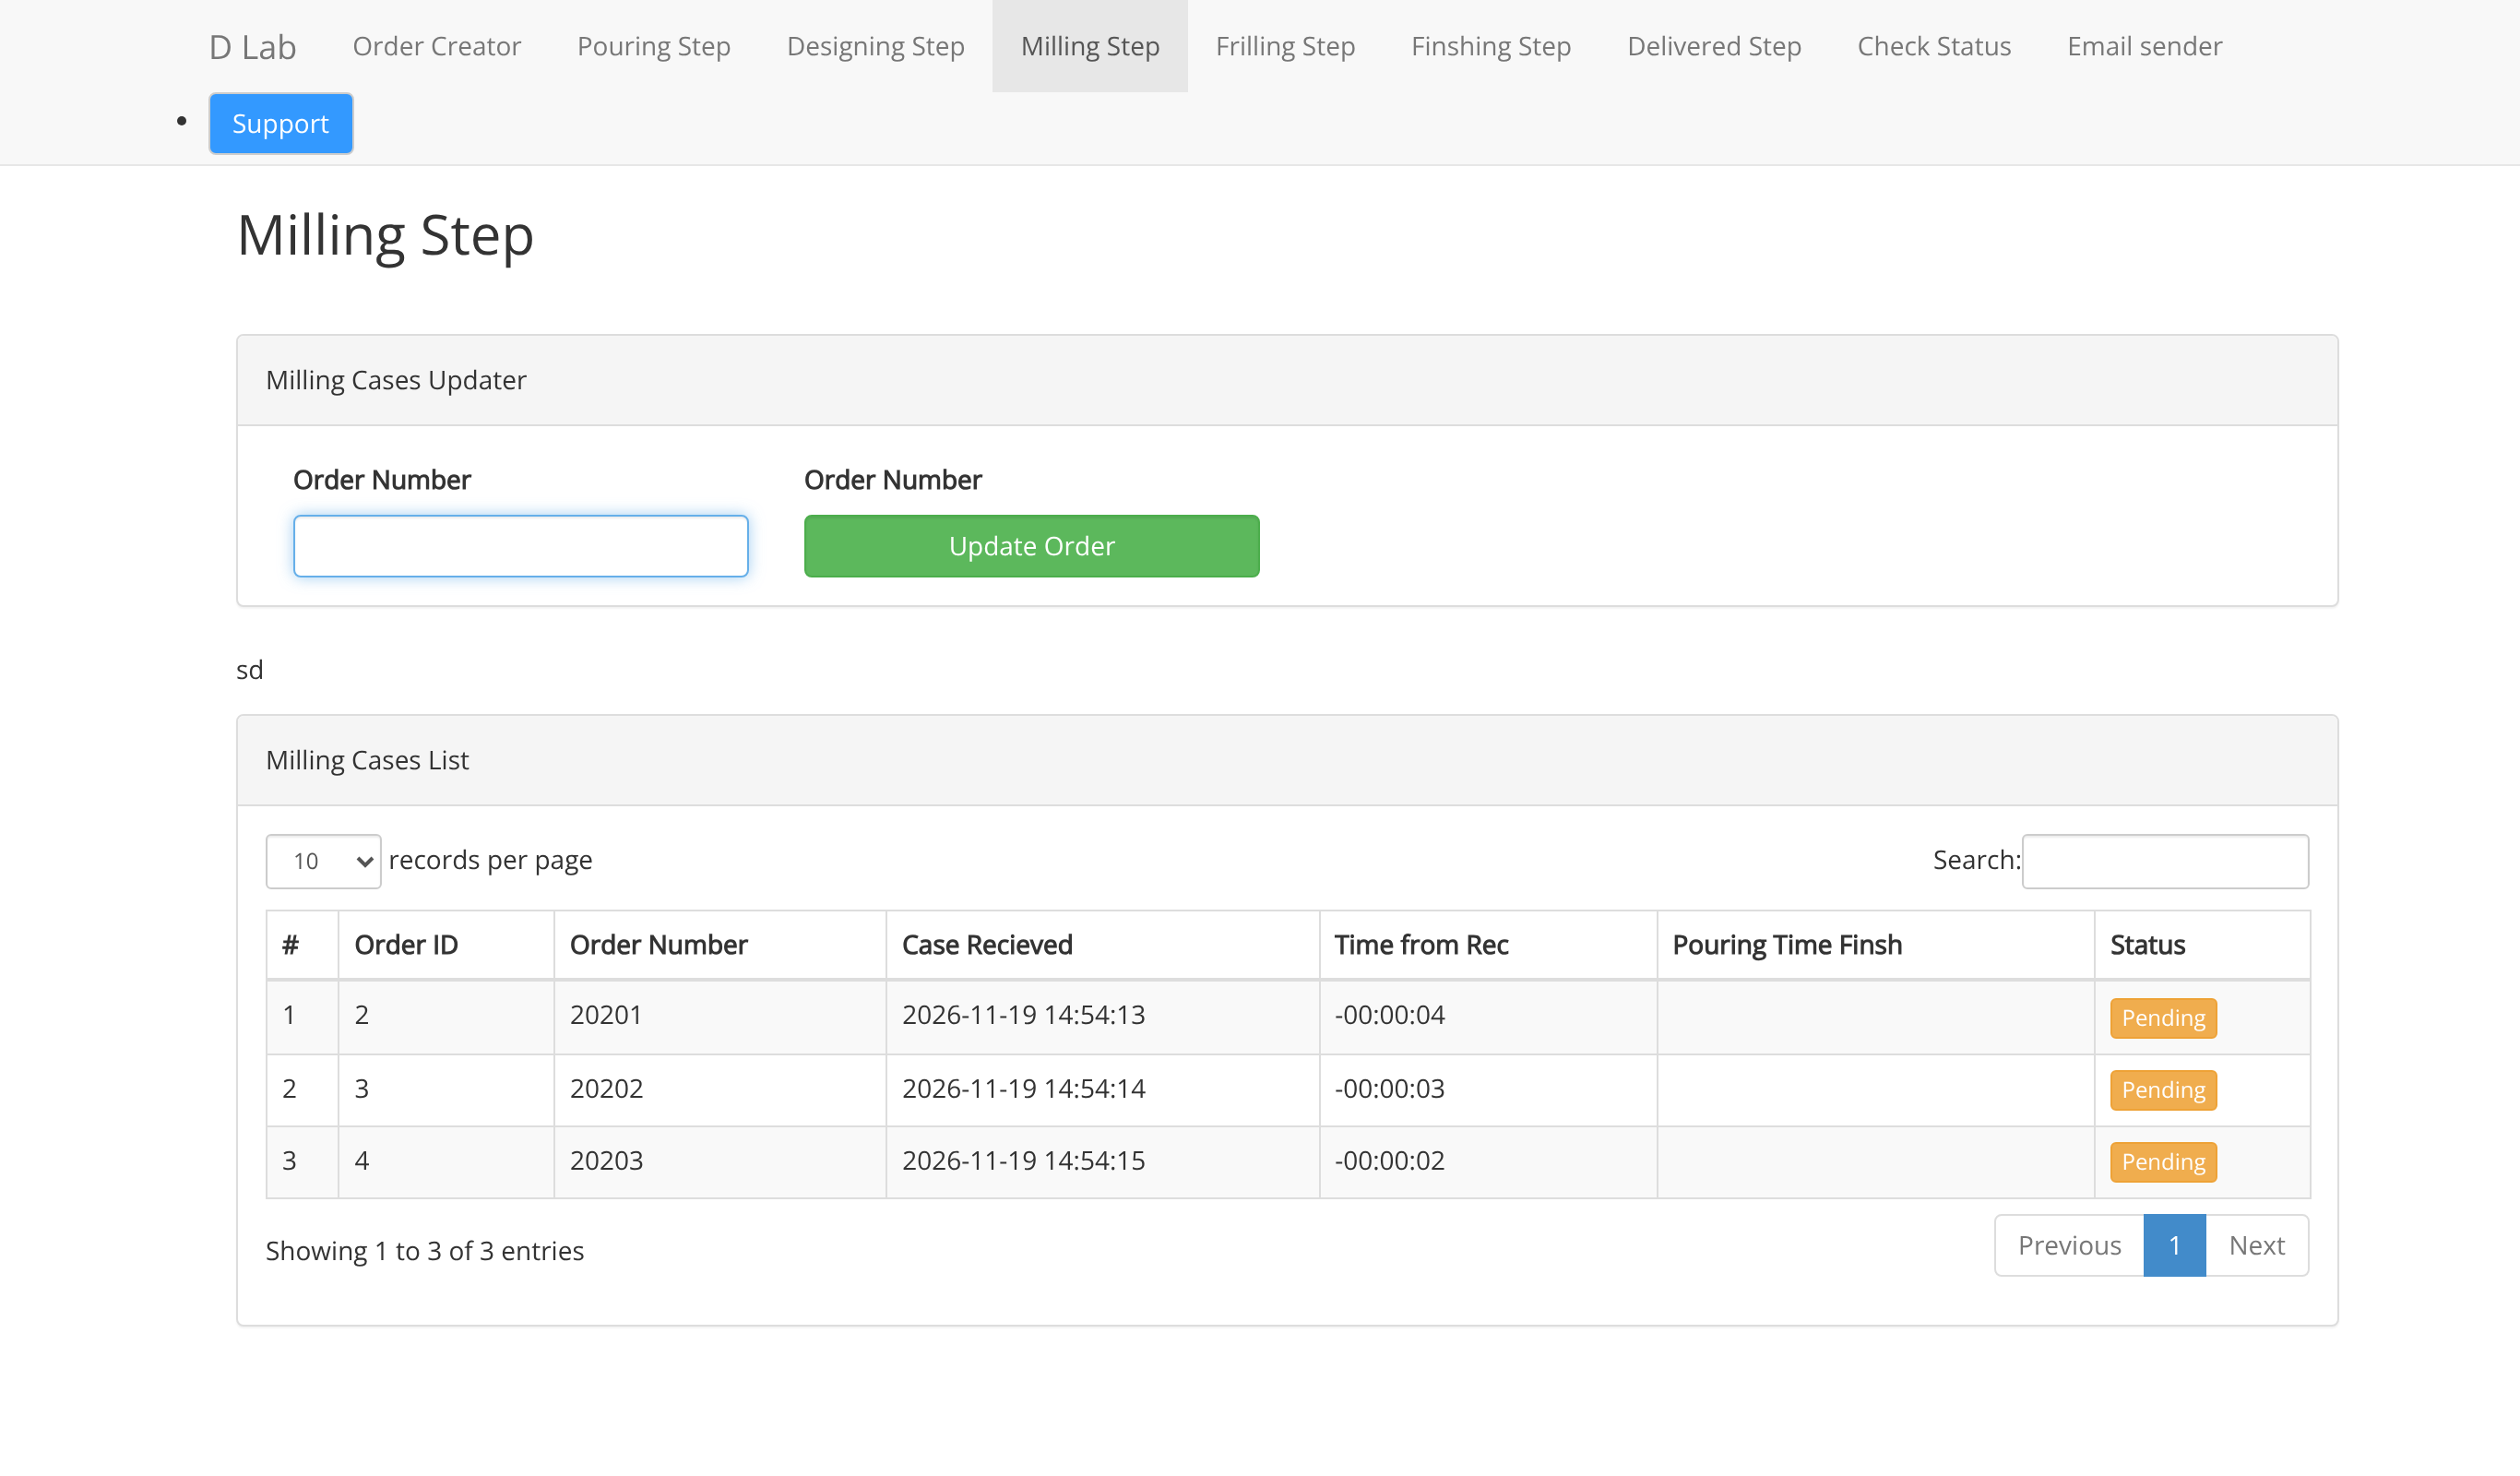 D Lab Order Creator Pouring Step Designing Step Milling Step Frilling Step Finshing Step Delivered Step Check Status Email sender
• Support
Milling Step
Milling Cases Updater
Order Number Order Number
Update Order
sd
Milling Cases List
10 records per page Search:
# Order ID Order Number Case Recieved Time from Rec Pouring Time Finsh Status
1 2 20201 2026-11-19 14:54:13 -00:00:04 Pending
2 3 20202 2026-11-19 14:54:14 -00:00:03 Pending
3 4 20203 2026-11-19 14:54:15 -00:00:02 Pending
Showing 1 to 3 of 3 entries Previous 1 Next